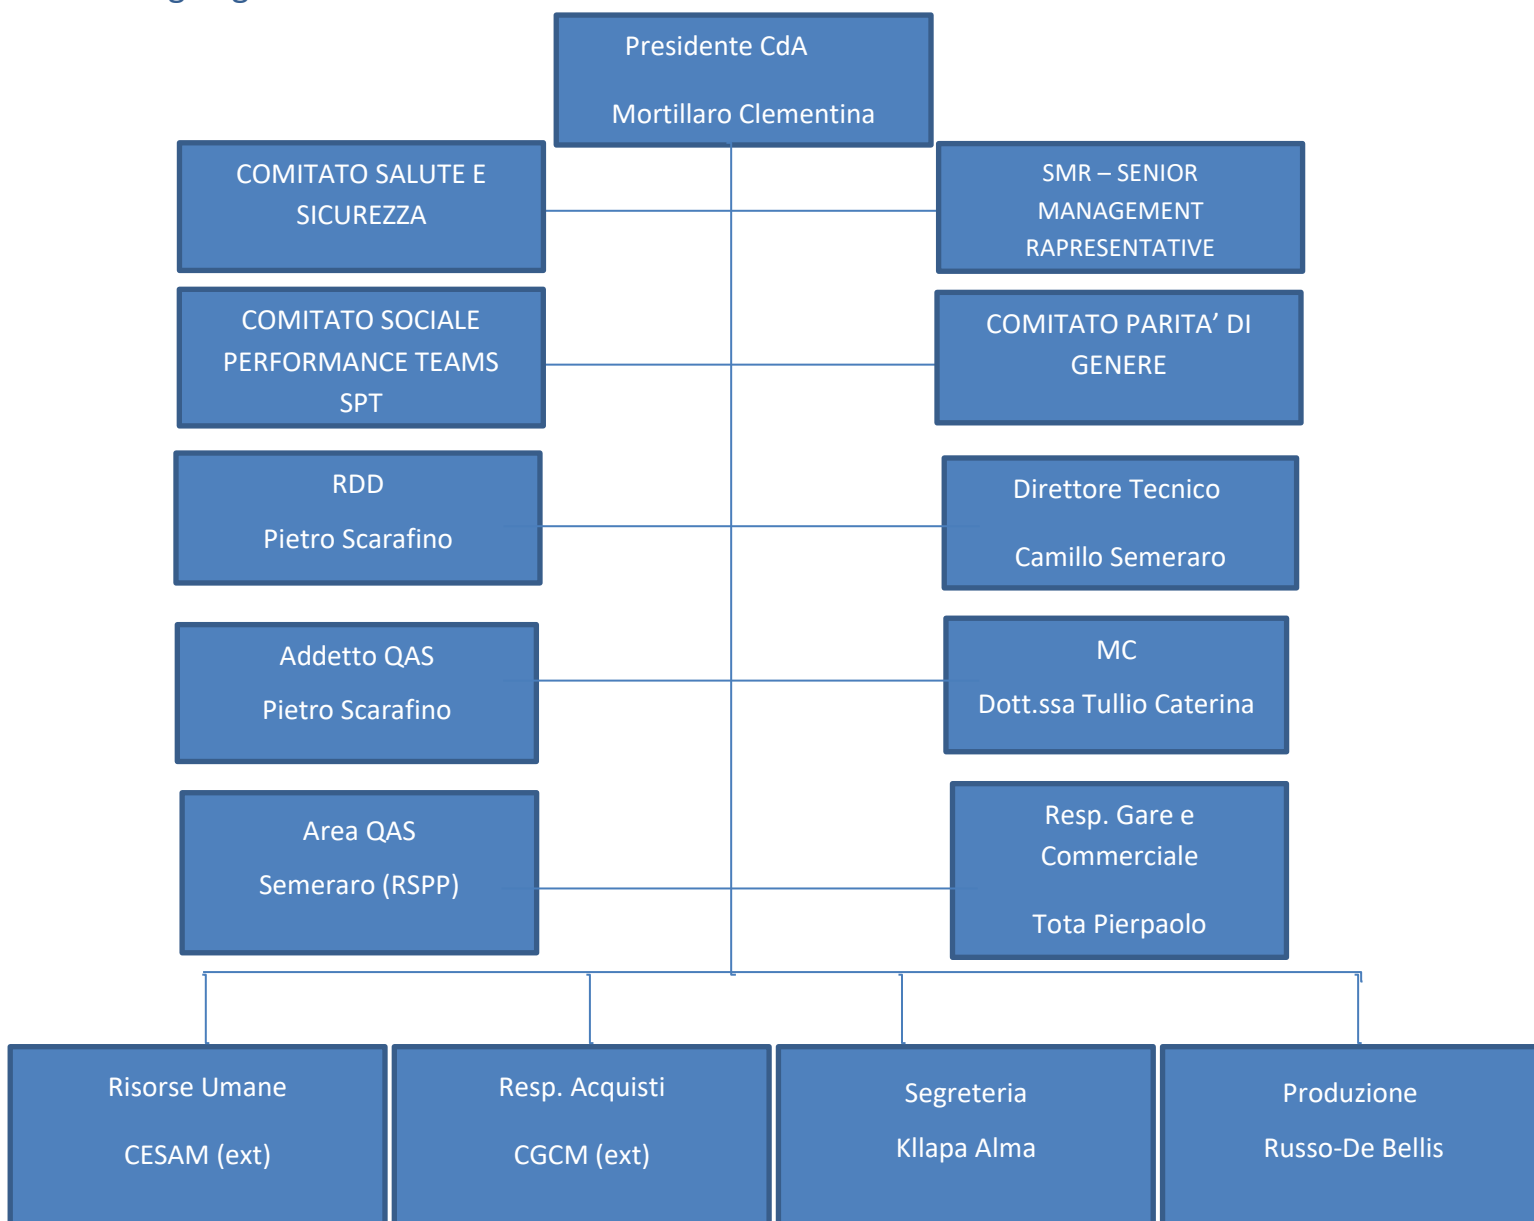 Presidente CdA
Mortillaro Clementina
COMITATO SALUTE E
SICUREZZA
SMR – SENIOR
MANAGEMENT
RAPRESENTATIVE
COMITATO SOCIALE
PERFORMANCE TEAMS
SPT
COMITATO PARITA’ DI
GENERE
RDD
Pietro Scarafino
Direttore Tecnico
Camillo Semeraro
Addetto QAS
Pietro Scarafino
MC
Dott.ssa Tullio Caterina
Area QAS
Semeraro (RSPP)
Resp. Gare e
Commerciale
Tota Pierpaolo
Risorse Umane
CESAM (ext)
Resp. Acquisti
CGCM (ext)
Segreteria
Kllapa Alma
Produzione
Russo-De Bellis